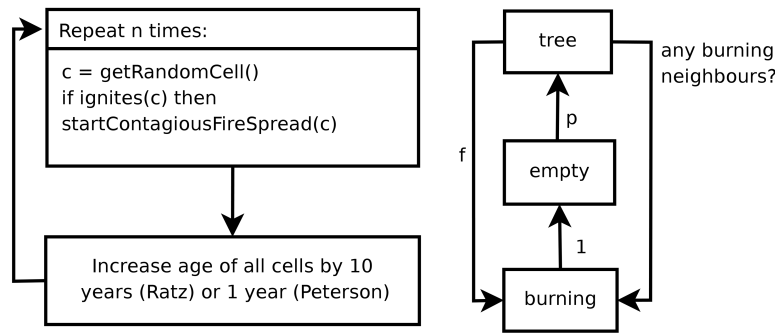 Repeat n times:
c = getRandomCell()
if ignites(c) then
startContagiousFireSpread(c)
Increase age of all cells by 10
years (Ratz) or 1 year (Peterson)
tree
any burning
neighbours?
p
f
empty
1
burning